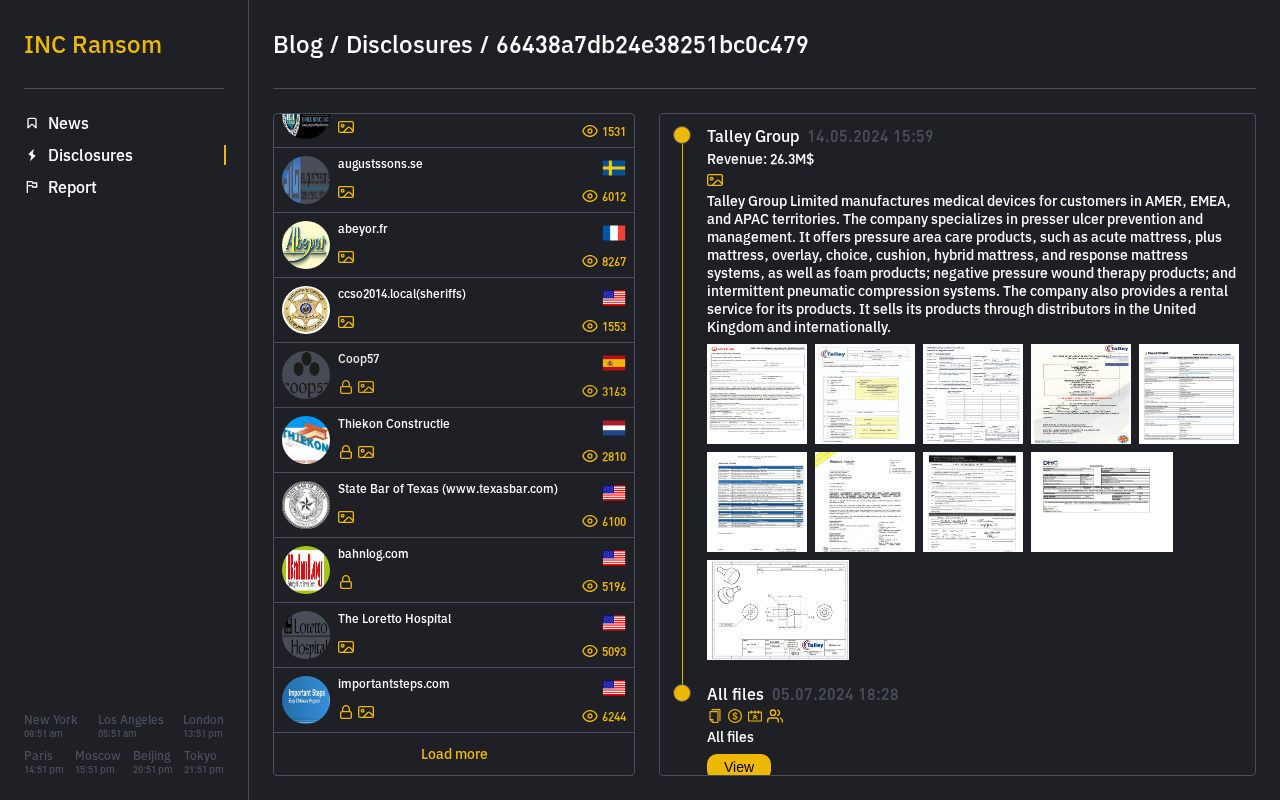 INC Ransom
Blog / Disclosures / 66438a7db24e38251bc0c479
News
Disclosures
Report
1531
augustssons.se
6012
abeyor.fr
8267
ccso2014.local(sheriffs)
1553
Coop57
3163
Thiekon Constructie
2810
State Bar of Texas (www.texasbar.com)
6100
bahnlog.com
5196
The Loretto Hospital
5093
importantsteps.com
6244
Load more
Talley Group 14.05.2024 15:59
Revenue: 26.3M$
Talley Group Limited manufactures medical devices for customers in AMER, EMEA,
and APAC territories. The company specializes in presser ulcer prevention and
management. It offers pressure area care products, such as acute mattress, plus
mattress, overlay, choice, cushion, hybrid mattress, and response mattress
systems, as well as foam products; negative pressure wound therapy products; and
intermittent pneumatic compression systems. The company also provides a rental
service for its products. It sells its products through distributors in the United
Kingdom and internationally.
Talley
Talley
DHC
All files 05.07.2024 18:28
All files
View
New York Los Angeles London
08:51 am 05:51 am 13:51 pm
Paris Moscow Beijing Tokyo
14:51 pm 15:51 pm 20:51 pm 21:51 pm